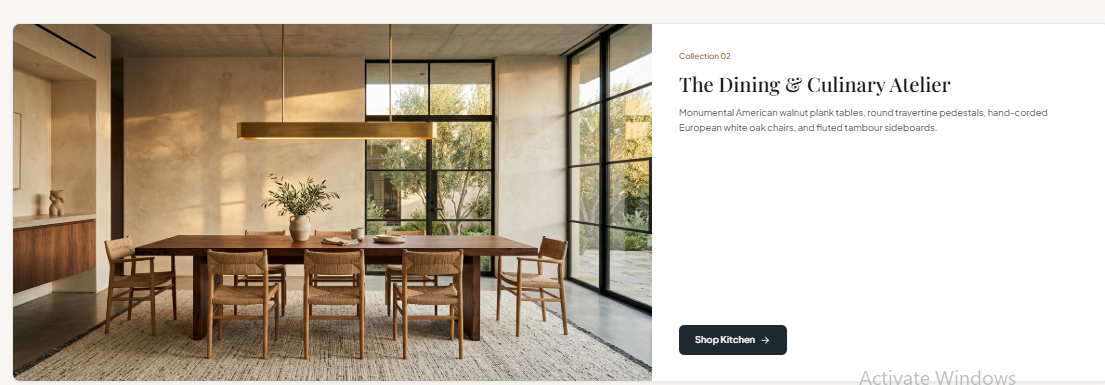 Collection 02
The Dining & Culinary Atelier
Monumental American walnut plank tables, round travertine pedestals, hand-corded
European white oak chairs, and fluted tambour sideboards.
Shop Kitchen →
Activate Windows